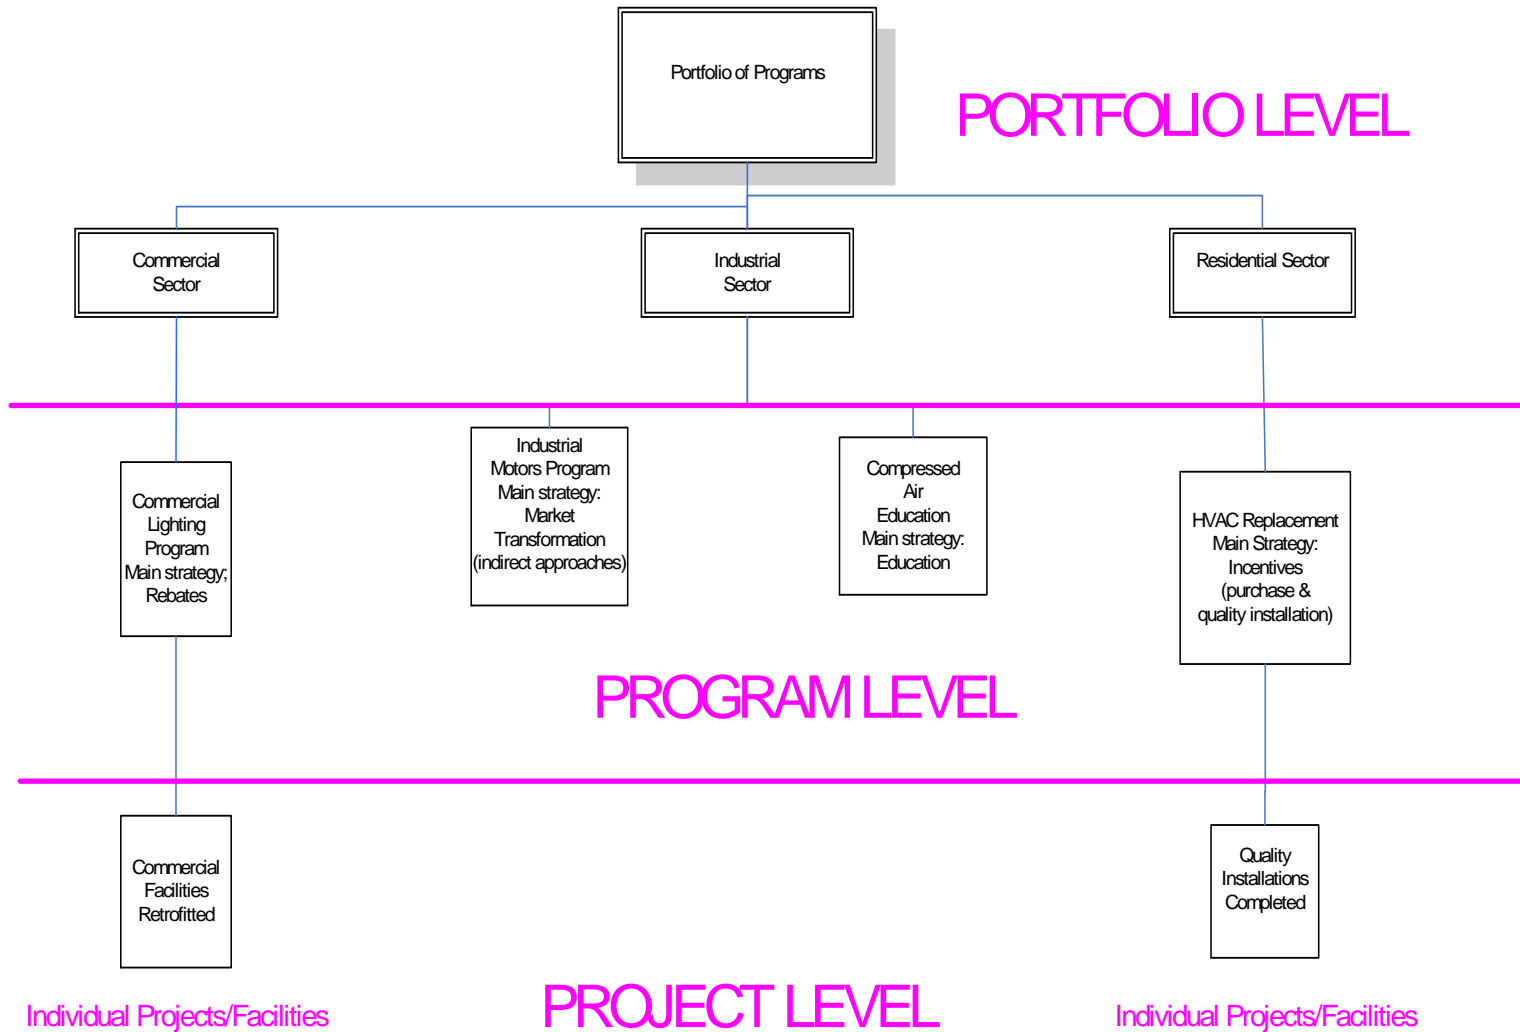 Portfolio of Programs
PORTFOLIO LEVEL
Commercial
Sector
Industrial
Sector
Residential Sector
Commercial
Lighting
Program
Main strategy;
Rebates
Industrial
Motors Program
Main strategy:
Market
Transformation
(indirect approaches)
Compressed
Air
Education
Main strategy:
Education
HVAC Replacement
Main Strategy:
Incentives
(purchase &
quality installation)
PROGRAM LEVEL
Commercial
Facilities
Retrofitted
Quality
Installations
Completed
Individual Projects/Facilities
PROJECT LEVEL
Individual Projects/Facilities